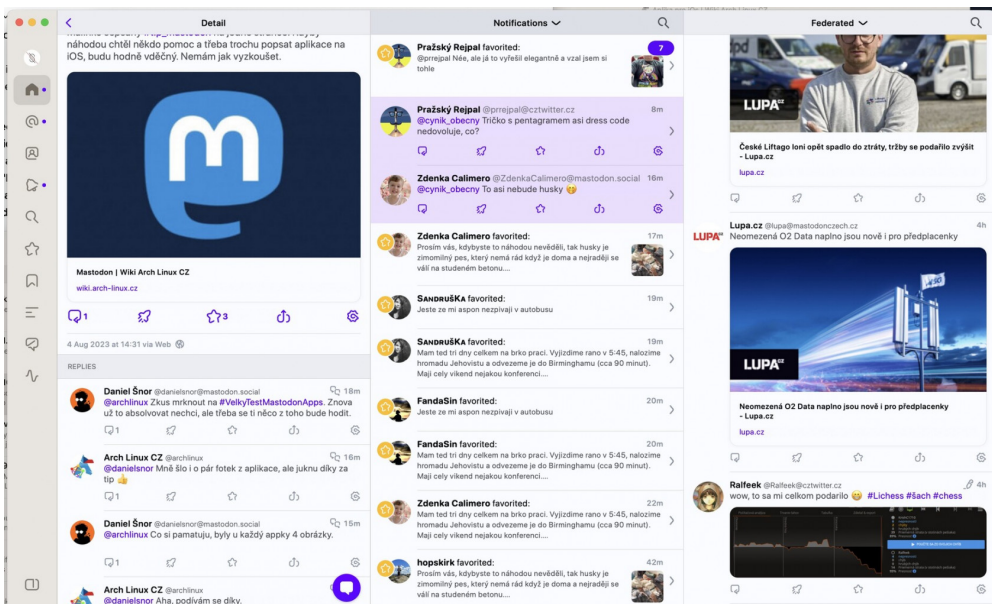 Detail
náhodou chtěl někdo pomoc a třeba trochu popsat aplikace na
iOS, budu hodně vděčný. Nemám jak vyzkoušet.
Mastodon | Wiki Arch Linux CZ
wiki.arch-linux.cz
1
3
4 Aug 2023 at 14:31 via Web
REPLIES
Daniel Šnor @danielsnor@mastodon.social 18m
@archlinux Zkus mrknout na #VelkyTestMastodonApps. Znova
už to absolvovat nechci, ale třeba se ti něco z toho bude hodit.
1
Arch Linux CZ @archlinux 16m
@danielsnor Mně šlo i o pár fotek z aplikace, ale juknu díky za
tip 👍
1
Daniel Šnor @danielsnor@mastodon.social 15m
@archlinux Co si pamatuju, byly u každý appky 4 obrázky.
1
Arch Linux CZ @archlinux
@danielsnor Aha, podívám se díky.
Notifications
Pražský Rejpal favorited:
7
@prrejpal Née, ale já to vyřešil elegantně a vzal jsem si
tohle
Pražský Rejpal @prrejpal@cztwitter.cz 8m
@cynik_obecny Tričko s pentagramem asi dress code
nedovoluje, co?
Zdenka Calimero @ZdenkaCalimero@mastodon.social 16m
@cynik_obecny To asi nebude husky 🤭
Zdenka Calimero favorited: 17m
Prosím vás, kdybyste to náhodou nevěděli, tak husky je
zimomilný pes, který nemá rád když je doma a nejraději se
válí na studeném betonu....
SANDRUŠKA favorited: 19m
Jeste ze mi aspon nezpivaji v autobusu
SANDRUŠKA favorited: 19m
Mam ted tri dny celkem na brko praci. Vyjizdime rano v 5:45, nalozime
hromadu Jehovistu a odvezeme je do Birminghamu (cca 90 minut).
Maji cely vikend nejakou konferenci....
FandaSin favorited: 20m
Jeste ze mi aspon nezpivaji v autobusu
FandaSin favorited: 20m
Mam ted tri dny celkem na brko praci. Vyjizdime rano v 5:45, nalozime
hromadu Jehovistu a odvezeme je do Birminghamu (cca 90 minut).
Maji cely vikend nejakou konferenci....
Zdenka Calimero favorited: 22m
Mam ted tri dny celkem na brko praci. Vyjizdime rano v 5:45, nalozime
hromadu Jehovistu a odvezeme je do Birminghamu (cca 90 minut).
Maji cely vikend nejakou konferenci....
hopskirk favorited: 42m
Prosím vás, kdybyste to náhodou nevěděli, tak husky je
zimomilný pes, který nemá rád když je doma a nejraději se
válí na studeném betonu....
Federated
LUPA.CZ
České Liftago loni opět spadlo do ztráty, tržby se podařilo zvýšit
- Lupa.cz
lupa.cz
Lupa.cz @lupa@mastodonczech.cz 4h
LUPA.CZ
Neomezená O2 Data naplno jsou nově i pro předplacenky
LUPA.CZ
Neomezená O2 Data naplno jsou nově i pro předplacenky
- Lupa.cz
lupa.cz
Ralfeek @Ralfeek@cztwitter.cz 4h
wow, to sa mi celkom podarilo 🤭 #Lichess #šach #chess